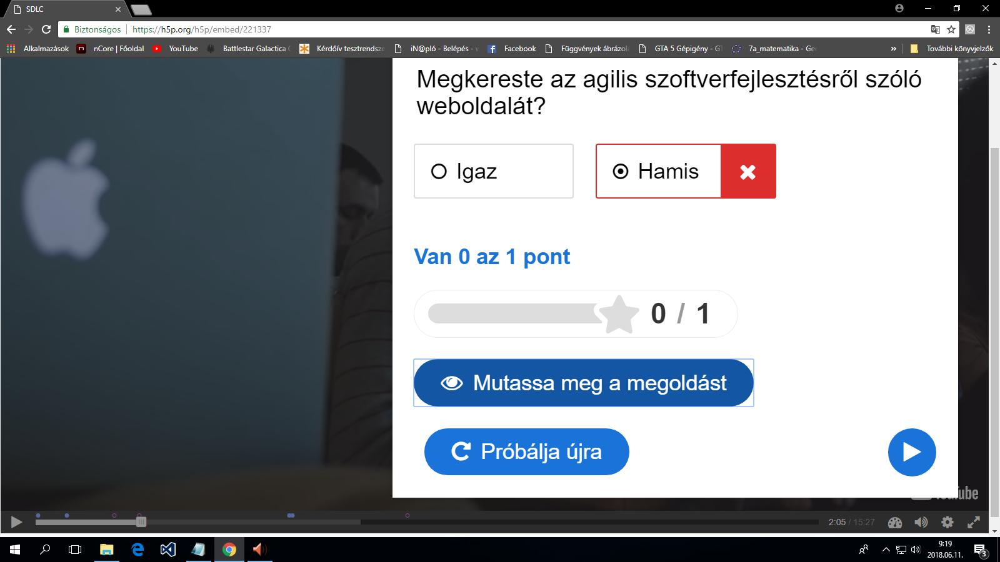 SDLC
Biztonságos
https://h5p.org/h5p/embed/221337
Alkalmazások
nCore | Főoldal
YouTube
Battlestar Galactica
Kérdőív tesztrendsze
iN@pló - Belépés -
Facebook
Függvények ábrázol
GTA 5 Gépigény - GT
7a_matematika - Ge
»
További könyvjelzők
Megkereste az agilis szoftverfejlesztésről szóló
weboldalát?
Igaz
Hamis
Van 0 az 1 pont
0 / 1
Mutassa meg a megoldást
Próbálja újra
2:05 / 15:27
9:19
2018.06.11.
3